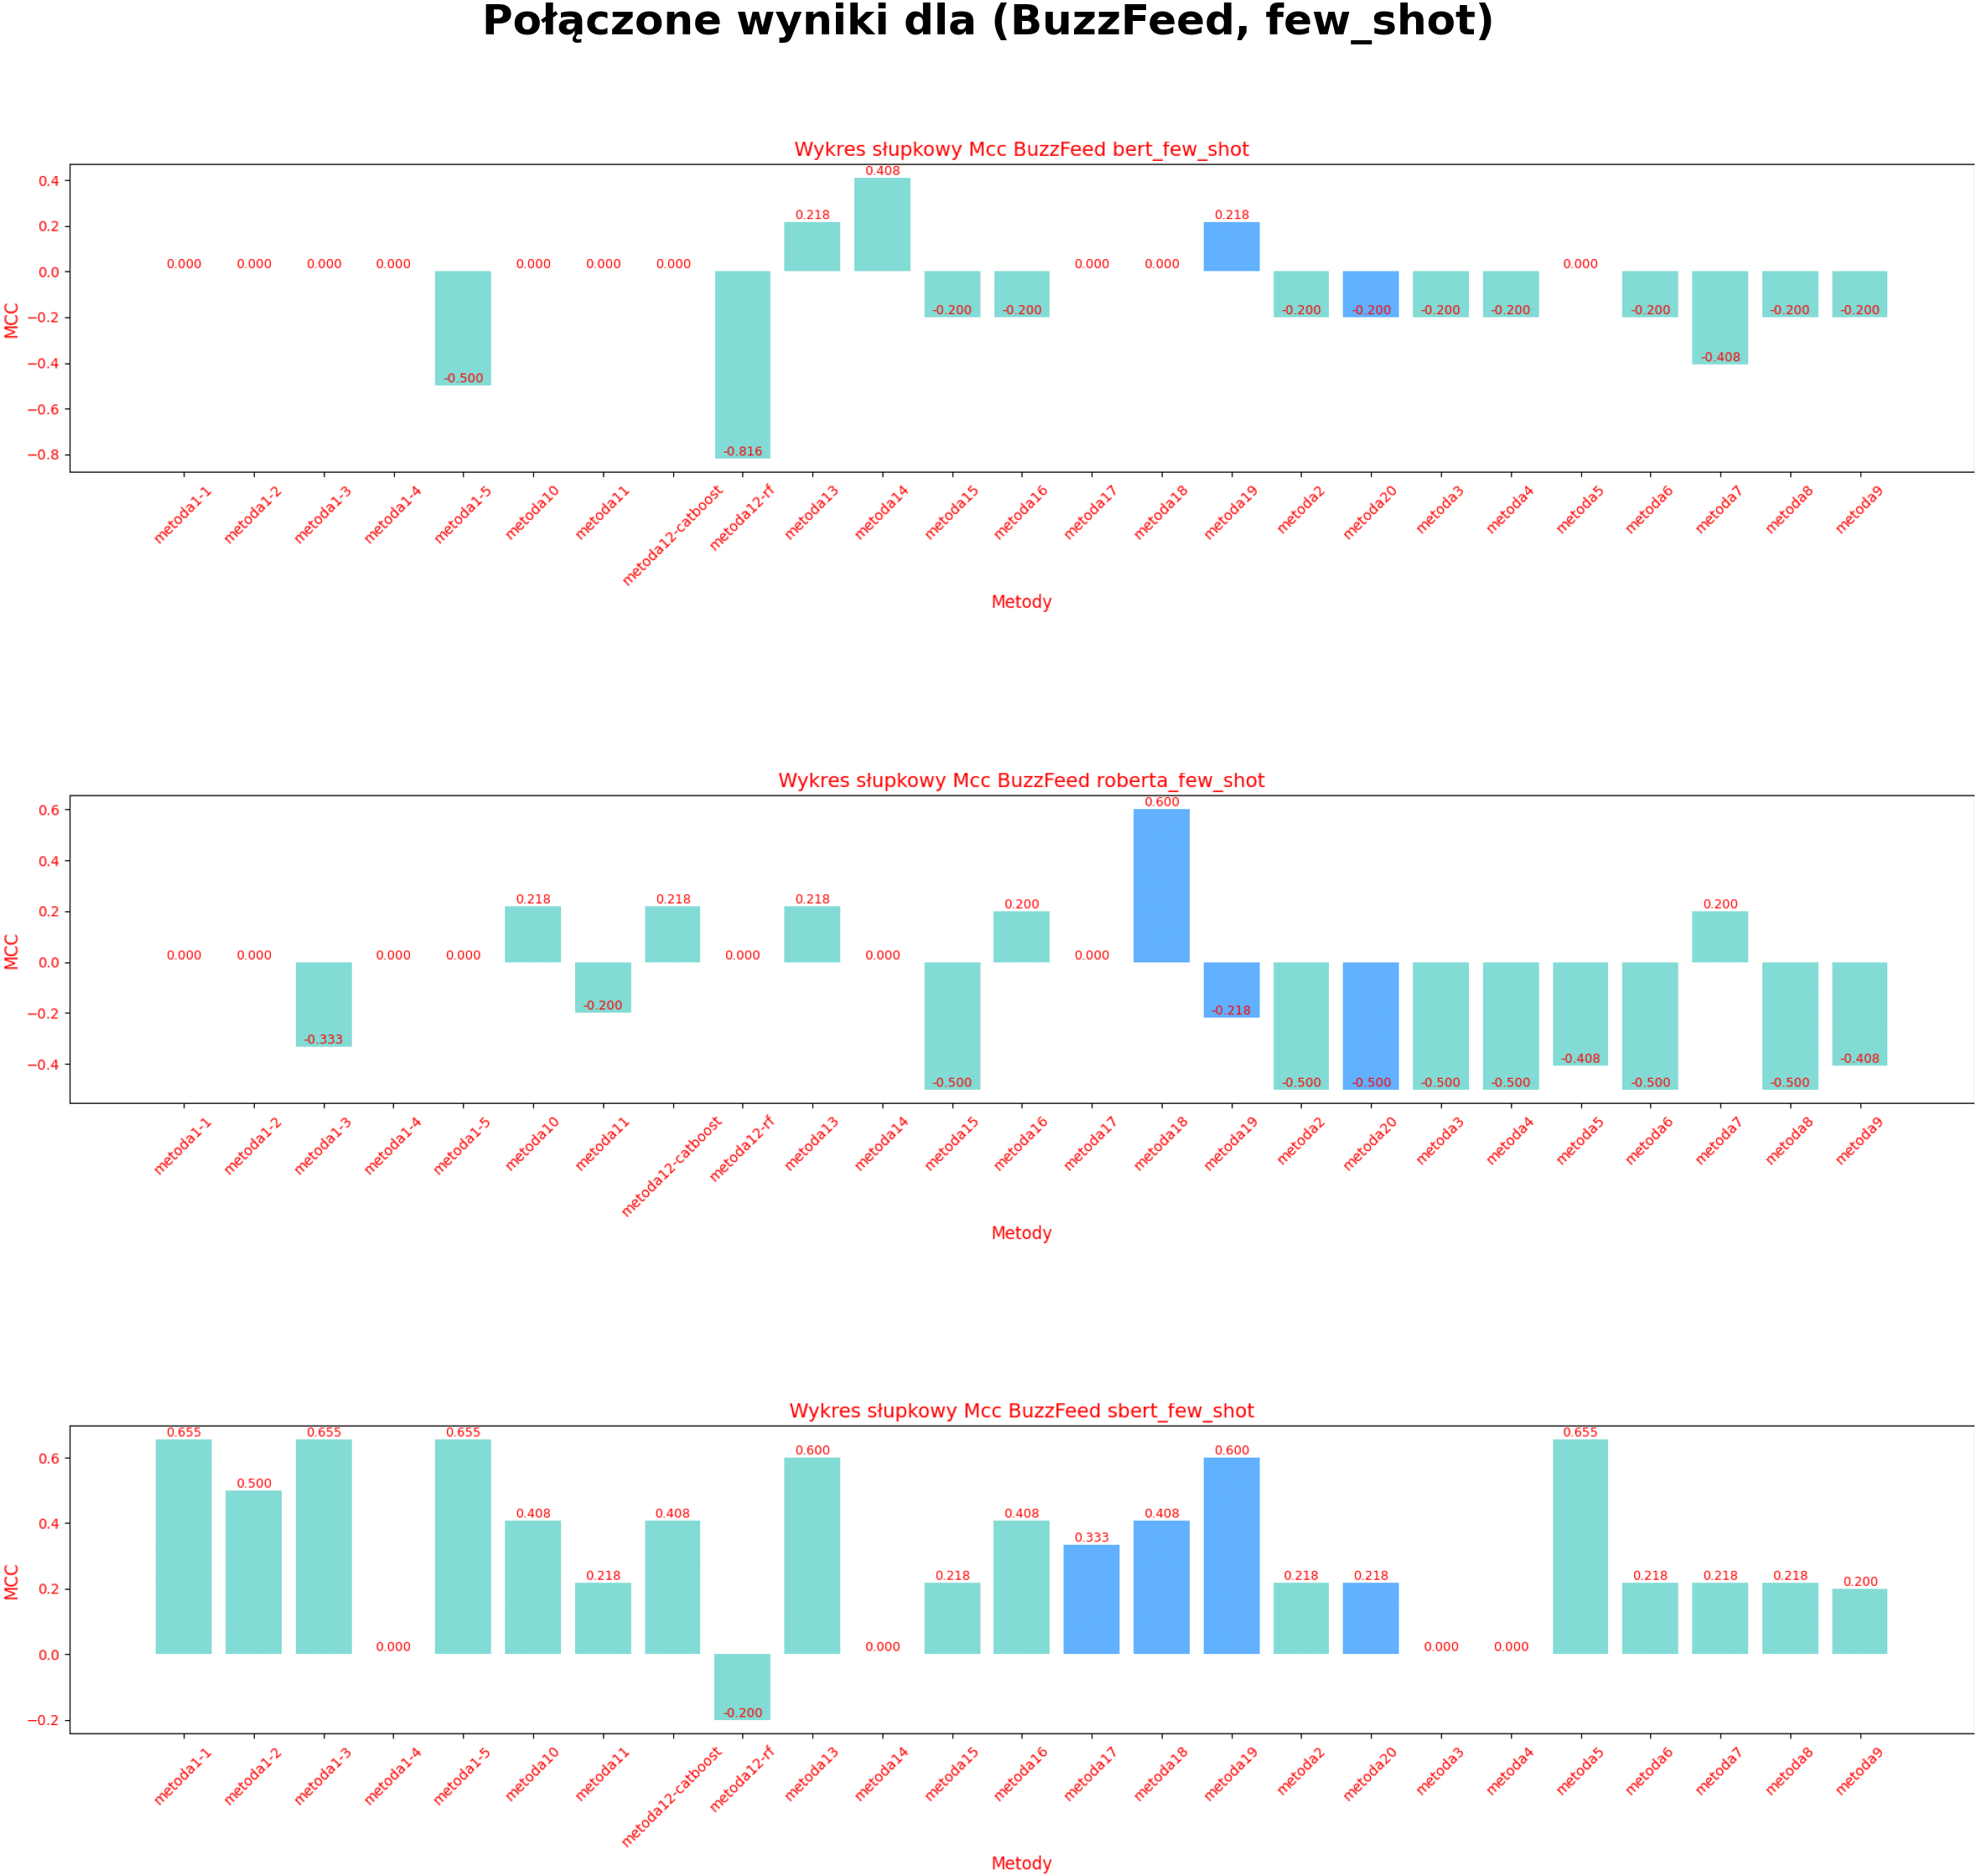 Połączone wyniki dla (BuzzFeed, few_shot)
Wykres słupkowy Mcc BuzzFeed bert_few_shot
MCC
0.4
0.2
0.0
−0.2
−0.4
−0.6
−0.8
0.000 0.000 0.000 0.000 -0.500 0.000 0.000 0.000 -0.816 0.218 0.408 -0.200 -0.200 0.000 0.000 0.218 -0.200 -0.200 -0.200 -0.200 0.000 -0.200 -0.408 -0.200 -0.200
metoda1-1 metoda1-2 metoda1-3 metoda1-4 metoda1-5 metoda10 metoda11 metoda12-catboost metoda12-rf metoda13 metoda14 metoda15 metoda16 metoda17 metoda18 metoda19 metoda2 metoda20 metoda3 metoda4 metoda5 metoda6 metoda7 metoda8 metoda9
Metody
Wykres słupkowy Mcc BuzzFeed roberta_few_shot
MCC
0.6
0.4
0.2
0.0
−0.2
−0.4
0.000 0.000 -0.333 0.000 0.000 0.218 -0.200 0.218 0.000 0.218 0.000 -0.500 0.200 0.000 0.600 -0.218 -0.500 -0.500 -0.500 -0.500 -0.408 -0.500 0.200 -0.500 -0.408
metoda1-1 metoda1-2 metoda1-3 metoda1-4 metoda1-5 metoda10 metoda11 metoda12-catboost metoda12-rf metoda13 metoda14 metoda15 metoda16 metoda17 metoda18 metoda19 metoda2 metoda20 metoda3 metoda4 metoda5 metoda6 metoda7 metoda8 metoda9
Metody
Wykres słupkowy Mcc BuzzFeed sbert_few_shot
MCC
0.6
0.4
0.2
0.0
−0.2
0.655 0.500 0.655 0.000 0.655 0.408 0.218 0.408 -0.200 0.600 0.000 0.218 0.408 0.333 0.408 0.600 0.218 0.218 0.000 0.000 0.655 0.218 0.218 0.218 0.200
metoda1-1 metoda1-2 metoda1-3 metoda1-4 metoda1-5 metoda10 metoda11 metoda12-catboost metoda12-rf metoda13 metoda14 metoda15 metoda16 metoda17 metoda18 metoda19 metoda2 metoda20 metoda3 metoda4 metoda5 metoda6 metoda7 metoda8 metoda9
Metody